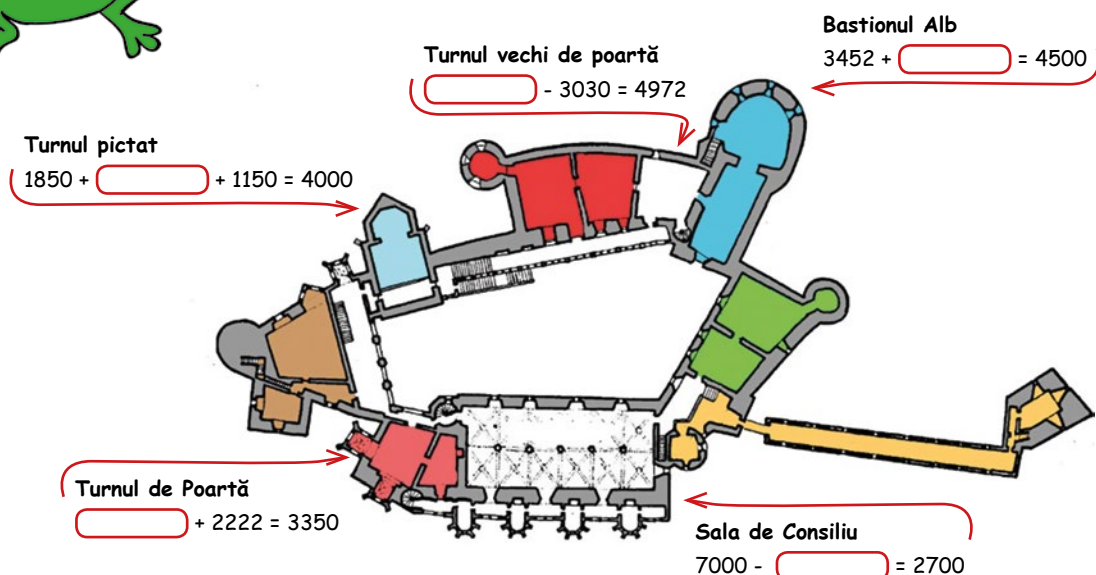 Bastionul Alb
3452 + = 4500
Turnul vechi de poartă
- 3030 = 4972
Turnul pictat
1850 + + 1150 = 4000
Turnul de Poartă
+ 2222 = 3350
Sala de Consiliu
7000 - = 2700